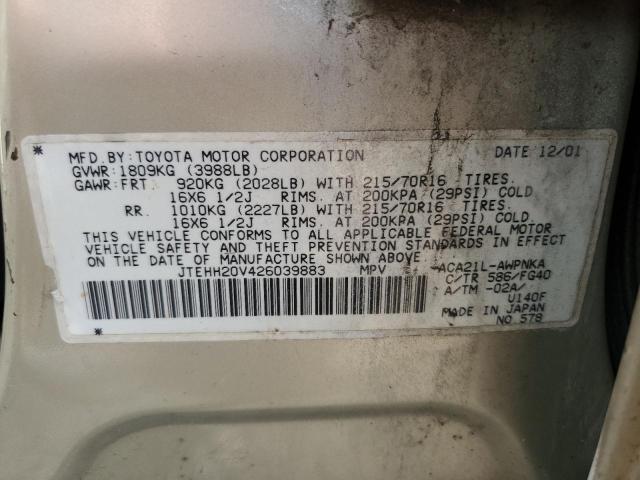 MFD. BY: TOYOTA MOTOR CORPORATION DATE 12/01
GVWR: 1809KG (3988LB)
GAWR: FRT. 920KG (2028LB) WITH 215/70R16 TIRES.
16X6 1/2J RIMS. AT 200KPA (29PSI) COLD
RR. 1010KG (2227LB) WITH 215/70R16 TIRES.
16X6 1/2J RIMS. AT 200KPA (29PSI) COLD.
THIS VEHICLE CONFORMS TO ALL APPLICABLE FEDERAL MOTOR
VEHICLE SAFETY AND THEFT PREVENTION STANDARDS IN EFFECT
ON THE DATE OF MANUFACTURE SHOWN ABOVE.
JTEHH20V426039883 MPV ACA21L-AWPNKA
C/TR 586/FG40
A/TM -02A/
U140F
MADE IN JAPAN
NO 578